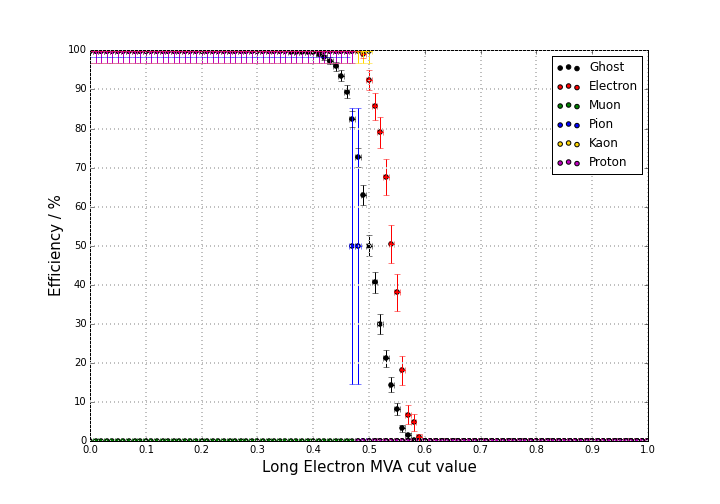 100
90
80
70
60
50
40
30
20
10
0
Efficiency / %
Ghost
Electron
Muon
Pion
Kaon
Proton
0.0 0.1 0.2 0.3 0.4 0.5 0.6 0.7 0.8 0.9 1.0
Long Electron MVA cut value